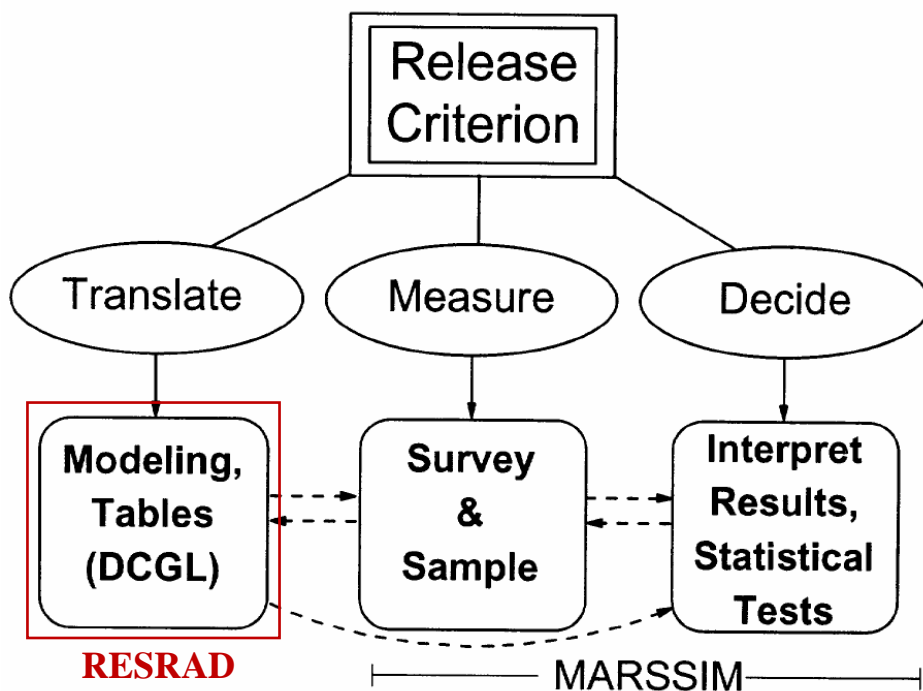 Release
Criterion
Translate
Measure
Decide
Modeling,
Tables
(DCGL)
Survey
&
Sample
Interpret
Results,
Statistical
Tests
RESRAD
MARSSIM